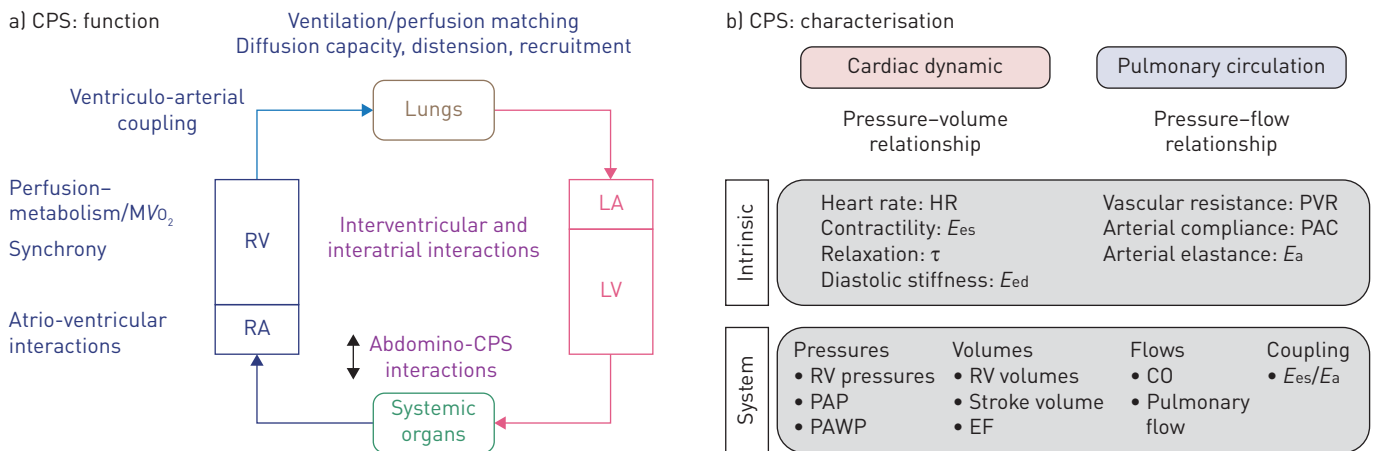 a) CPS: function
Ventilation/perfusion matching
Diffusion capacity, distension, recruitment
Ventriculo-arterial
coupling
Lungs
Perfusion–
metabolism/MVO2
Synchrony
RV
Interventricular and
interatrial interactions
LA
LV
Atrio-ventricular
interactions
RA
Abdomino-CPS
interactions
Systemic
organs
b) CPS: characterisation
Cardiac dynamic
Pulmonary circulation
Pressure–volume
relationship
Pressure–flow
relationship
Intrinsic
Heart rate: HR
Contractility: Ees
Relaxation: τ
Diastolic stiffness: Eed
Vascular resistance: PVR
Arterial compliance: PAC
Arterial elastance: Ea
System
Pressures
• RV pressures
• PAP
• PAWP
Volumes
• RV volumes
• Stroke volume
• EF
Flows
• CO
• Pulmonary
flow
Coupling
• Ees/Ea